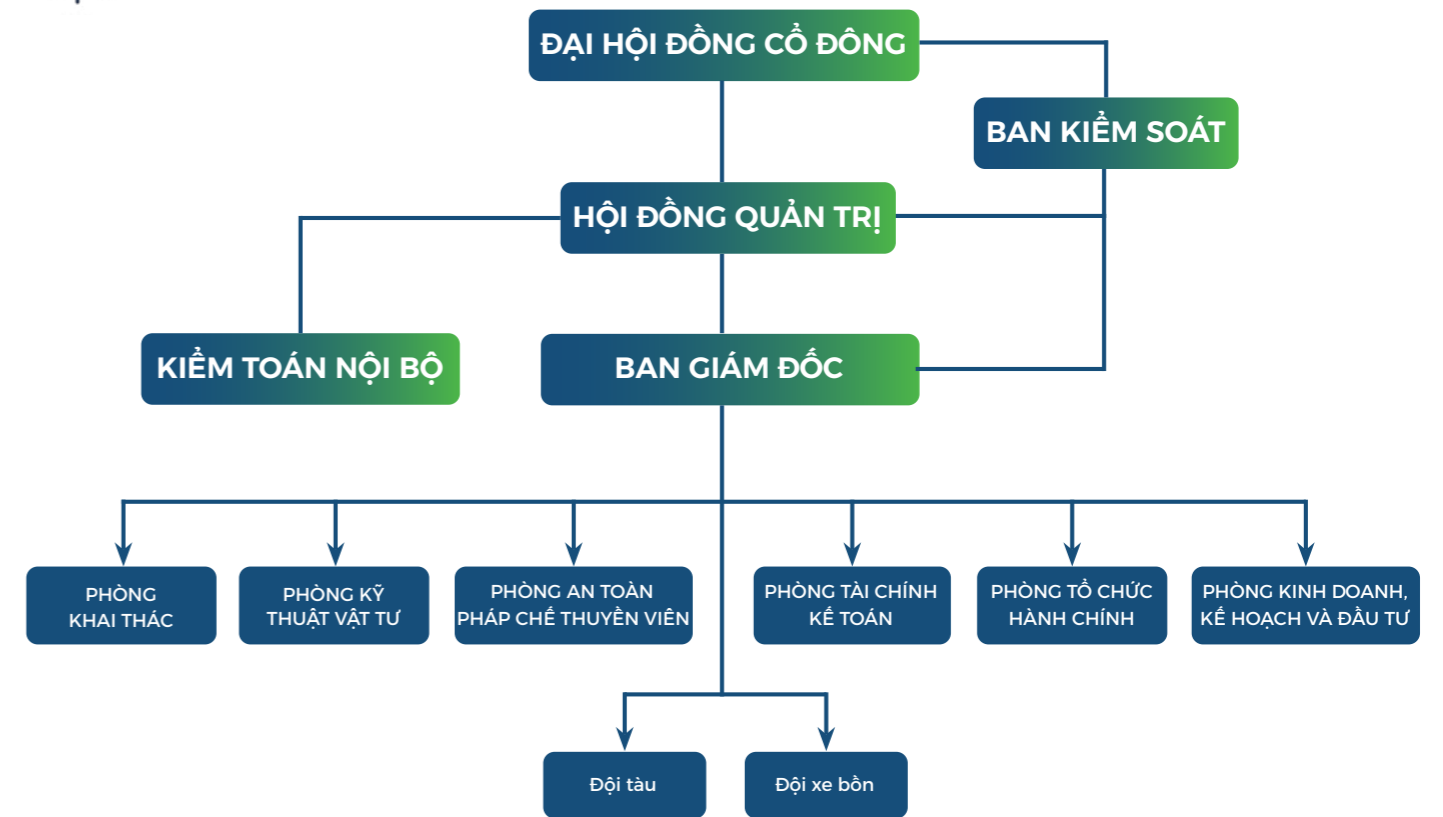 ĐẠI HỘI ĐỒNG CỔ ĐÔNG
BAN KIỂM SOÁT
HỘI ĐỒNG QUẢN TRỊ
KIỂM TOÁN NỘI BỘ
BAN GIÁM ĐỐC
PHÒNG
KHAI THÁC
PHÒNG KỸ
THUẬT VẬT TƯ
PHÒNG AN TOÀN
PHÁP CHẾ THUYỀN VIÊN
PHÒNG TÀI CHÍNH
KẾ TOÁN
PHÒNG TỔ CHỨC
HÀNH CHÍNH
PHÒNG KINH DOANH,
KẾ HOẠCH VÀ ĐẦU TƯ
Đội tàu
Đội xe bồn